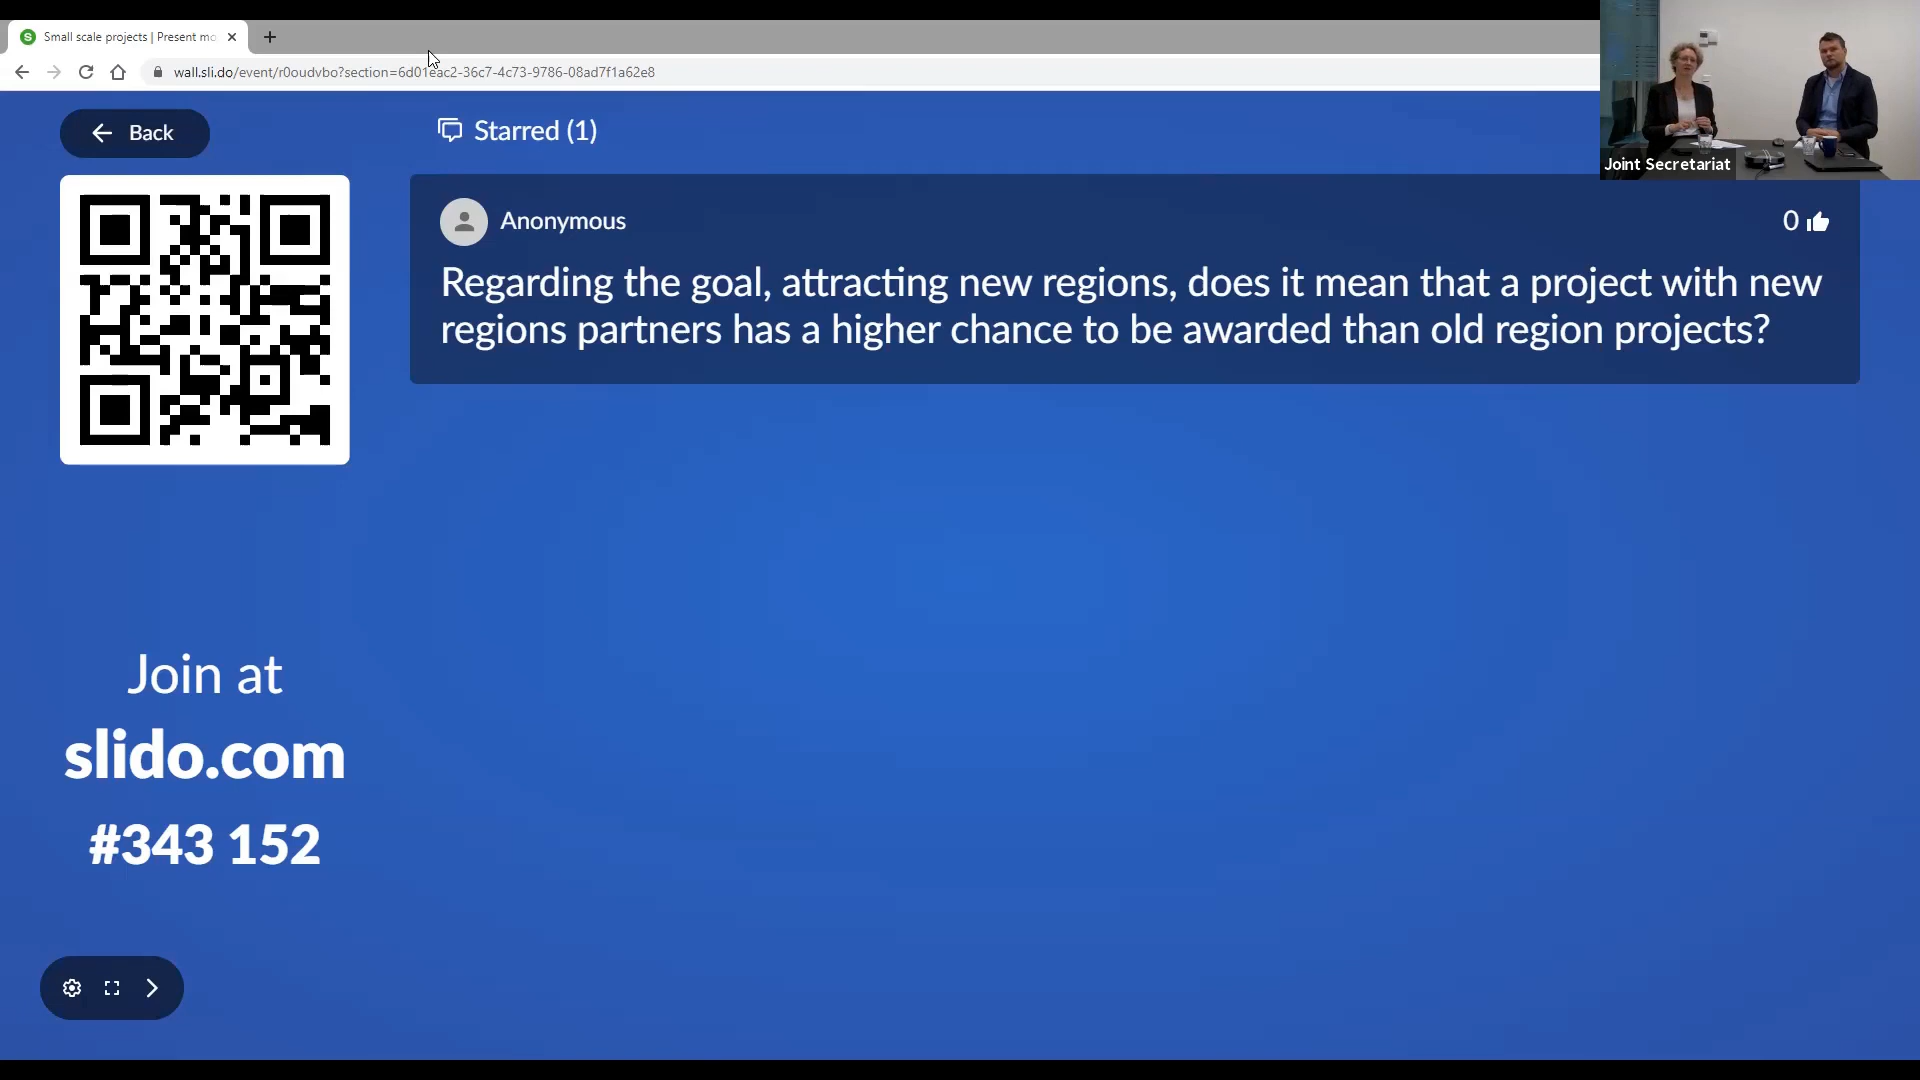 Small scale projects | Present mo
wall.sli.do/event/r0oudvbo?section=6d01eac2-36c7-4c73-9786-08ad7f1a62e8
Back
Starred (1)
Joint Secretariat
Anonymous
0
Regarding the goal, attracting new regions, does it mean that a project with new
regions partners has a higher chance to be awarded than old region projects?
Join at
slido.com
#343 152